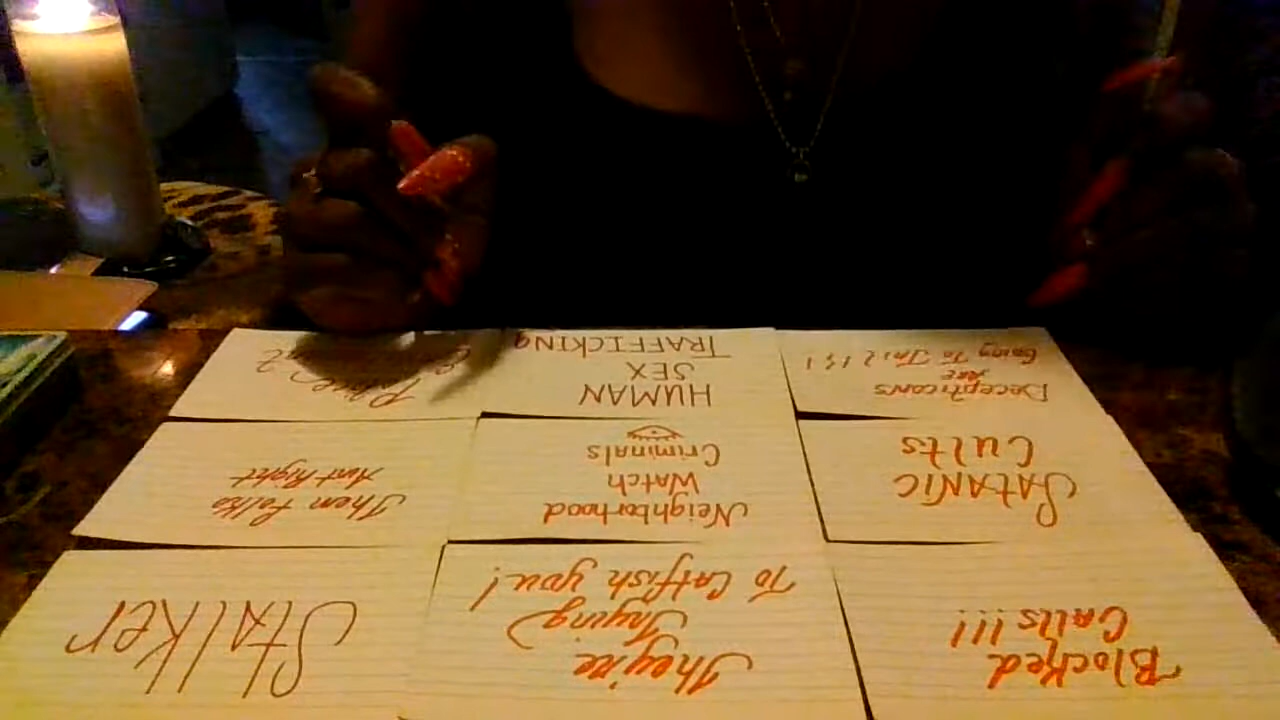 Blocked
Calls!!!
They're
Trying
To Catfish you!
Stalker
SATANIC
Cults
Neighborhood
WATCH
Criminals
Them folks
Aint Right
Decepticons
ARE
Going To Jail
HUMAN
SEX
TRAFFICKING